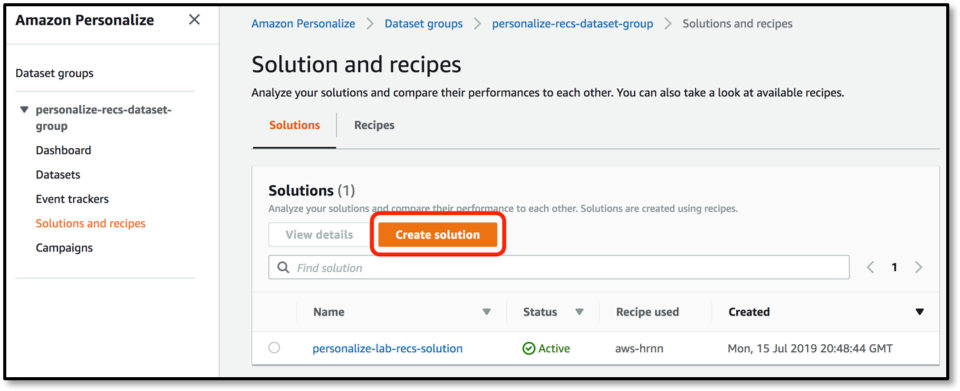 Amazon Personalize
Dataset groups
personalize-recs-dataset-
group
Dashboard
Datasets
Event trackers
Solutions and recipes
Campaigns
Amazon Personalize > Dataset groups > personalize-recs-dataset-group > Solutions and recipes
Solution and recipes
Analyze your solutions and compare their performances to each other. You can also take a look at available recipes.
Solutions Recipes
Solutions (1)
Analyze your solutions and compare their performance to each other. Solutions are created using recipes.
View details Create solution
Find solution 1
Name Status Recipe used Created
personalize-lab-recs-solution Active aws-hrnn Mon, 15 Jul 2019 20:48:44 GMT